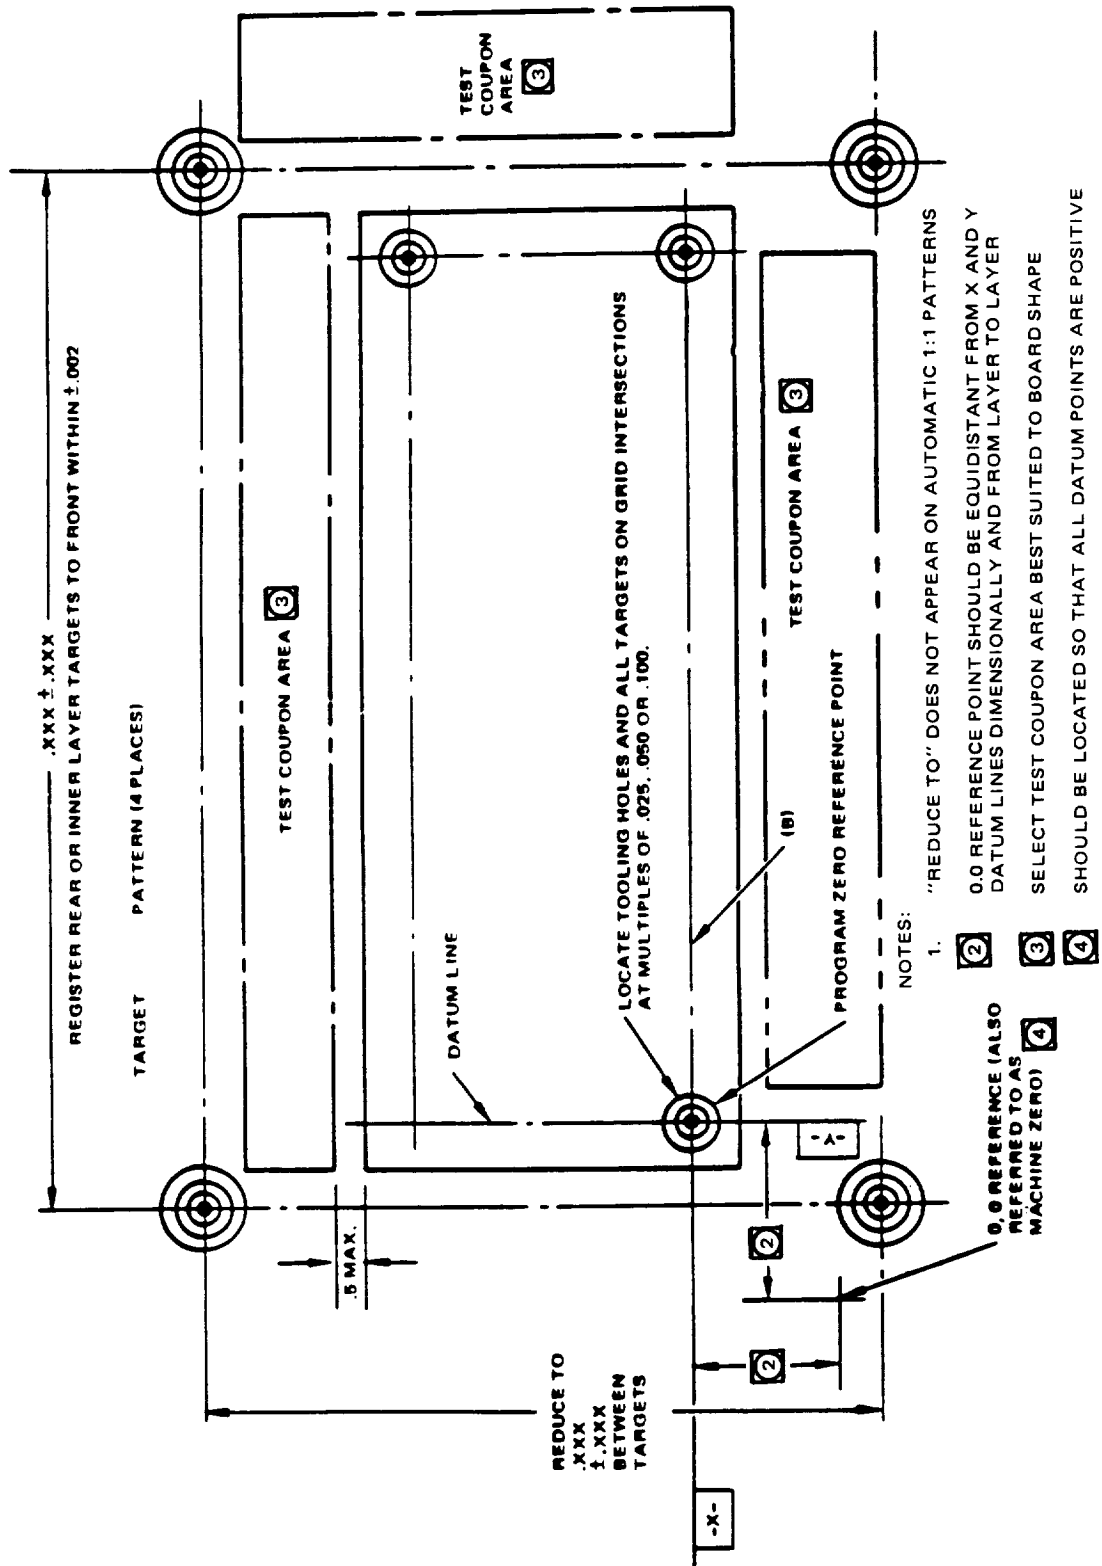 .XXX ± .XXX
REGISTER REAR OR INNER LAYER TARGETS TO FRONT WITHIN ±.002
TARGET PATTERN (4 PLACES)
TEST COUPON AREA 3
TEST
COUPON
AREA
3
.5 MAX.
DATUM LINE
REDUCE TO
.XXX
±.XXX
BETWEEN
TARGETS
LOCATE TOOLING HOLES AND ALL TARGETS ON GRID INTERSECTIONS
AT MULTIPLES OF .025, .050 OR .100.
(B)
-X-
2
2
-Y-
TEST COUPON AREA 3
PROGRAM ZERO REFERENCE POINT
0,0 REFERENCE (ALSO
REFERRED TO AS
MACHINE ZERO) 4
NOTES:
1. "REDUCE TO" DOES NOT APPEAR ON AUTOMATIC 1:1 PATTERNS
2 0.0 REFERENCE POINT SHOULD BE EQUIDISTANT FROM X AND Y
DATUM LINES DIMENSIONALLY AND FROM LAYER TO LAYER
3 SELECT TEST COUPON AREA BEST SUITED TO BOARD SHAPE
4 SHOULD BE LOCATED SO THAT ALL DATUM POINTS ARE POSITIVE